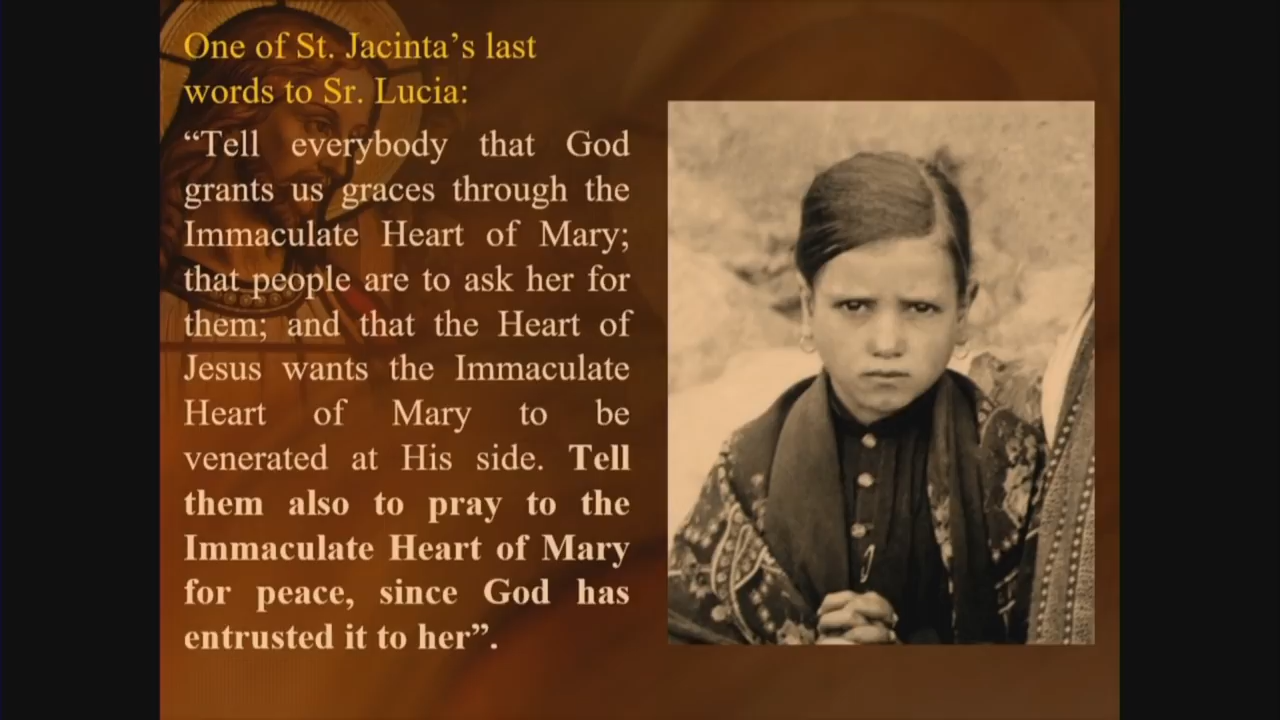 One of St. Jacinta’s last
words to Sr. Lucia:
“Tell everybody that God
grants us graces through the
Immaculate Heart of Mary;
that people are to ask her for
them; and that the Heart of
Jesus wants the Immaculate
Heart of Mary to be
venerated at His side. Tell
them also to pray to the
Immaculate Heart of Mary
for peace, since God has
entrusted it to her”.